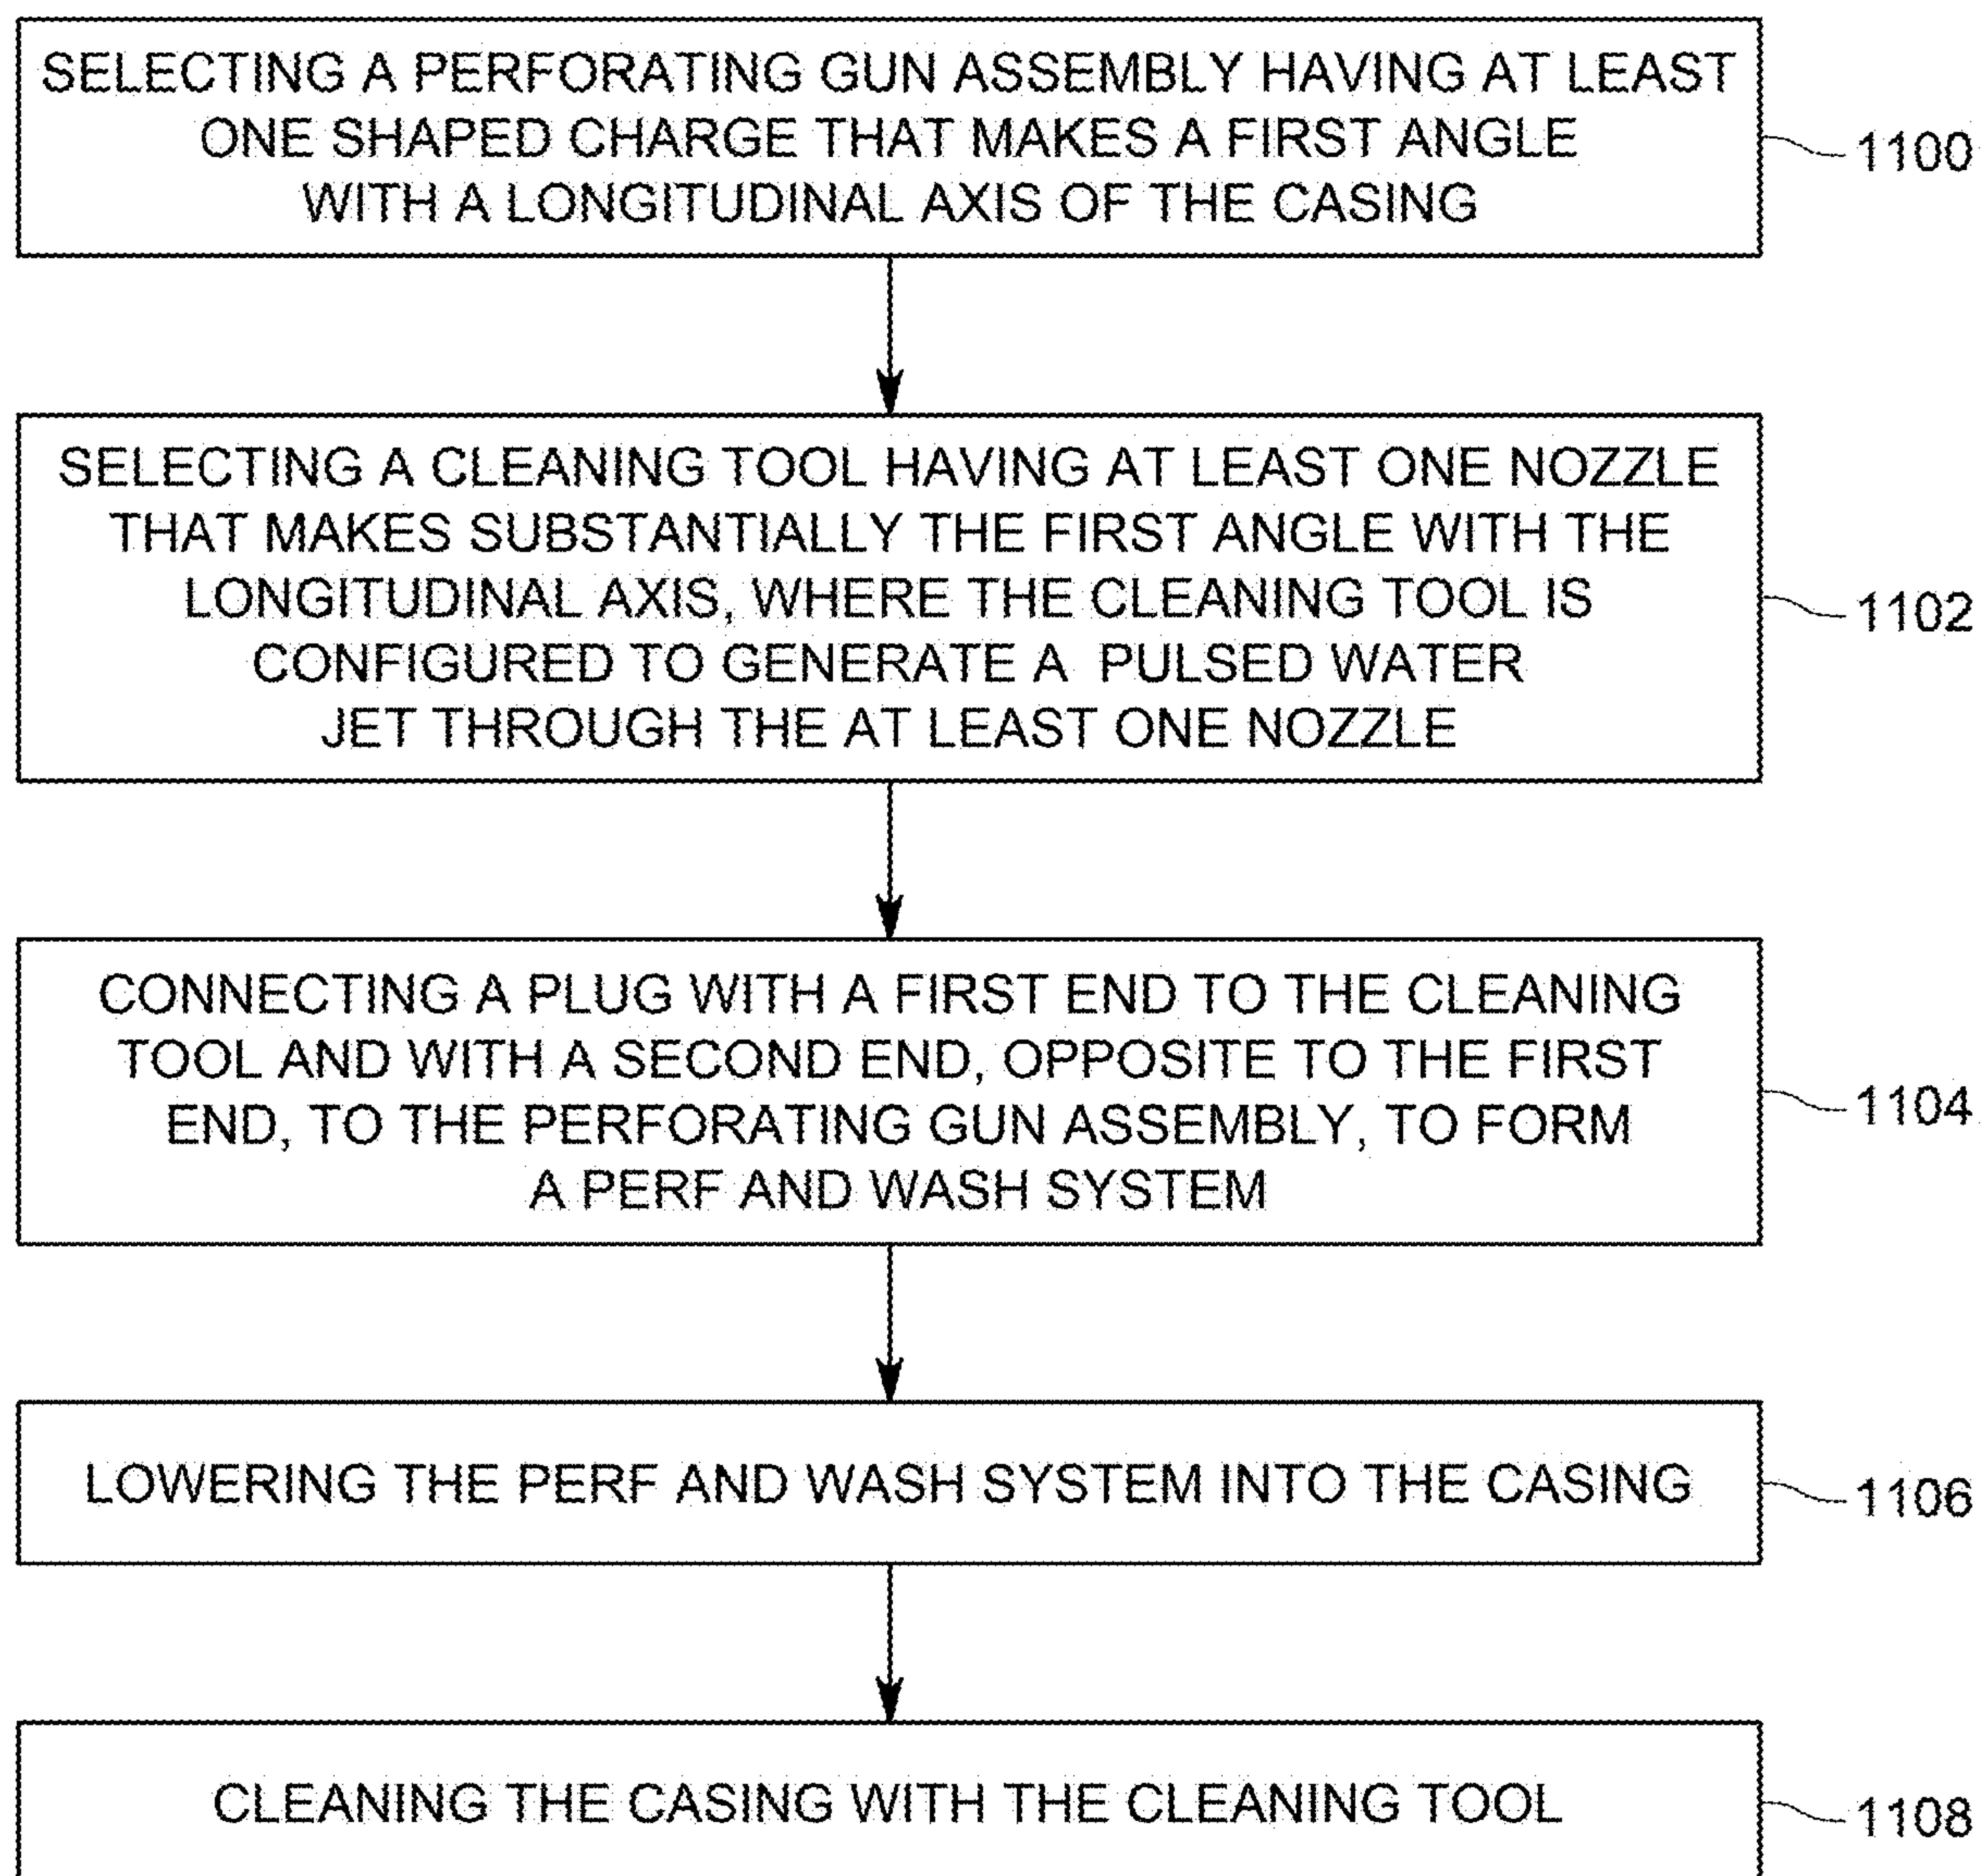 SELECTING A PERFORATING GUN ASSEMBLY HAVING AT LEAST
ONE SHAPED CHARGE THAT MAKES A FIRST ANGLE
WITH A LONGITUDINAL AXIS OF THE CASING
1100
SELECTING A CLEANING TOOL HAVING AT LEAST ONE NOZZLE
THAT MAKES SUBSTANTIALLY THE FIRST ANGLE WITH THE
LONGITUDINAL AXIS, WHERE THE CLEANING TOOL IS
CONFIGURED TO GENERATE A PULSED WATER
JET THROUGH THE AT LEAST ONE NOZZLE
1102
CONNECTING A PLUG WITH A FIRST END TO THE CLEANING
TOOL AND WITH A SECOND END, OPPOSITE TO THE FIRST
END, TO THE PERFORATING GUN ASSEMBLY, TO FORM
A PERF AND WASH SYSTEM
1104
LOWERING THE PERF AND WASH SYSTEM INTO THE CASING
1106
CLEANING THE CASING WITH THE CLEANING TOOL
1108